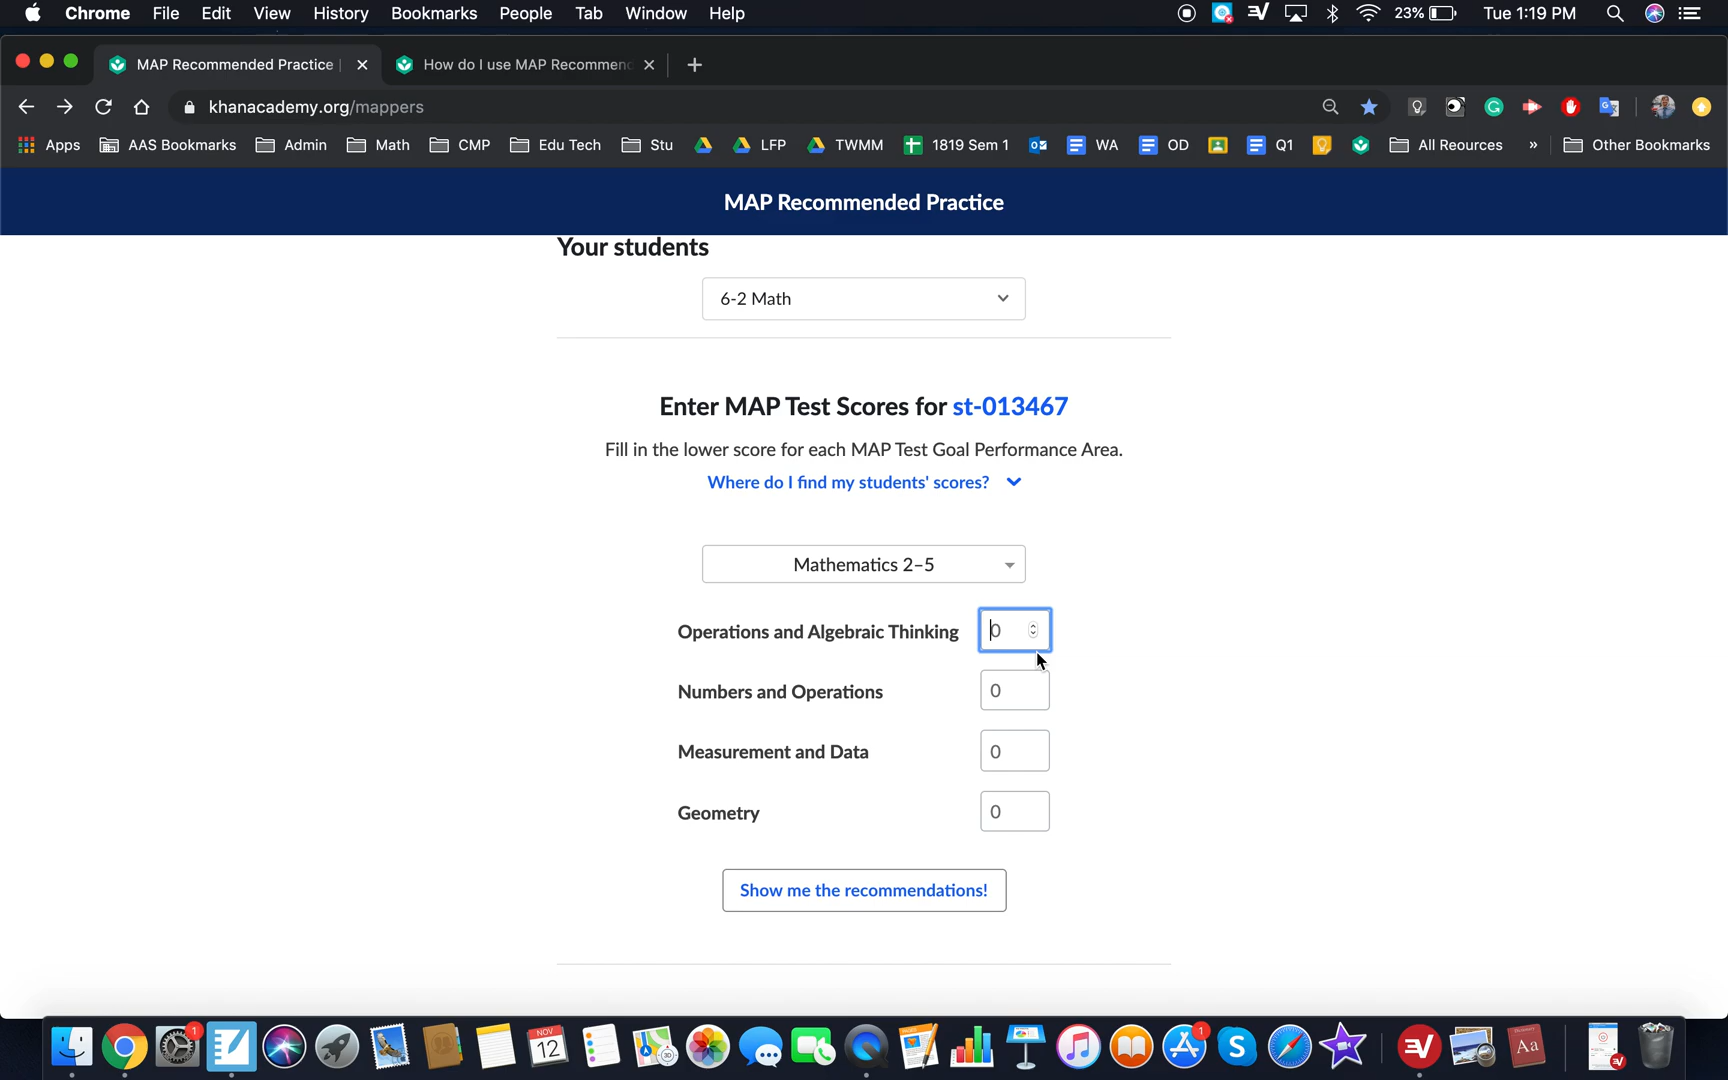 Chrome File Edit View History Bookmarks People Tab Window Help 23% Tue 1:19 PM
MAP Recommended Practice How do I use MAP Recommen
khanacademy.org/mappers
Apps AAS Bookmarks Admin Math CMP Edu Tech Stu LFP TWMM 1819 Sem 1 WA OD Q1 All Reources » Other Bookmarks
MAP Recommended Practice
Your students
6-2 Math
Enter MAP Test Scores for st-013467
Fill in the lower score for each MAP Test Goal Performance Area.
Where do I find my students' scores?
Mathematics 2–5
Operations and Algebraic Thinking 0
Numbers and Operations 0
Measurement and Data 0
Geometry 0
Show me the recommendations!
1 NOV 12 1 Aa